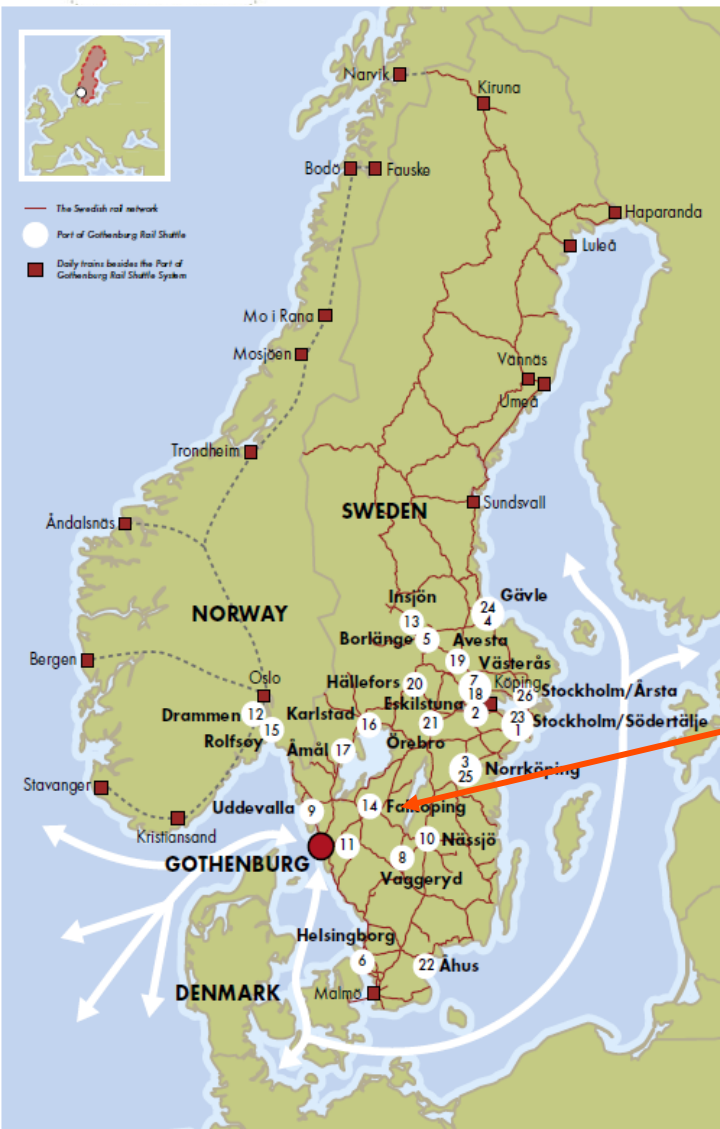 Narvik
Kiruna
Bodö
Fauske
The Swedish rail network
Port of Gothenburg Rail Shuttle
Haparanda
Daily trains besides the Port of
Gothenburg Rail Shuttle System
Luleå
Mo i Rana
Mosjöen
Vännäs
Umeå
Trondheim
Sundsvall
SWEDEN
Åndalsnäs
Insjön
Gävle
24
4
NORWAY
13
Borlänge
5
Avesta
Bergen
19
Västerås
Oslo
Hällefors
20
7
18
Köping
26
Stockholm/Årsta
Eskilstuna
Drammen
12
Karlstad
16
21
2
23
1
Stockholm/Södertälje
15
Rolfsøy
Åmål
17
Örebro
3
25
Norrköping
Stavanger
Uddevalla
9
14
Falköping
Kristiansand
10
Nässjö
11
GOTHENBURG
8
Vaggeryd
Helsingborg
6
22
Åhus
DENMARK
Malmö